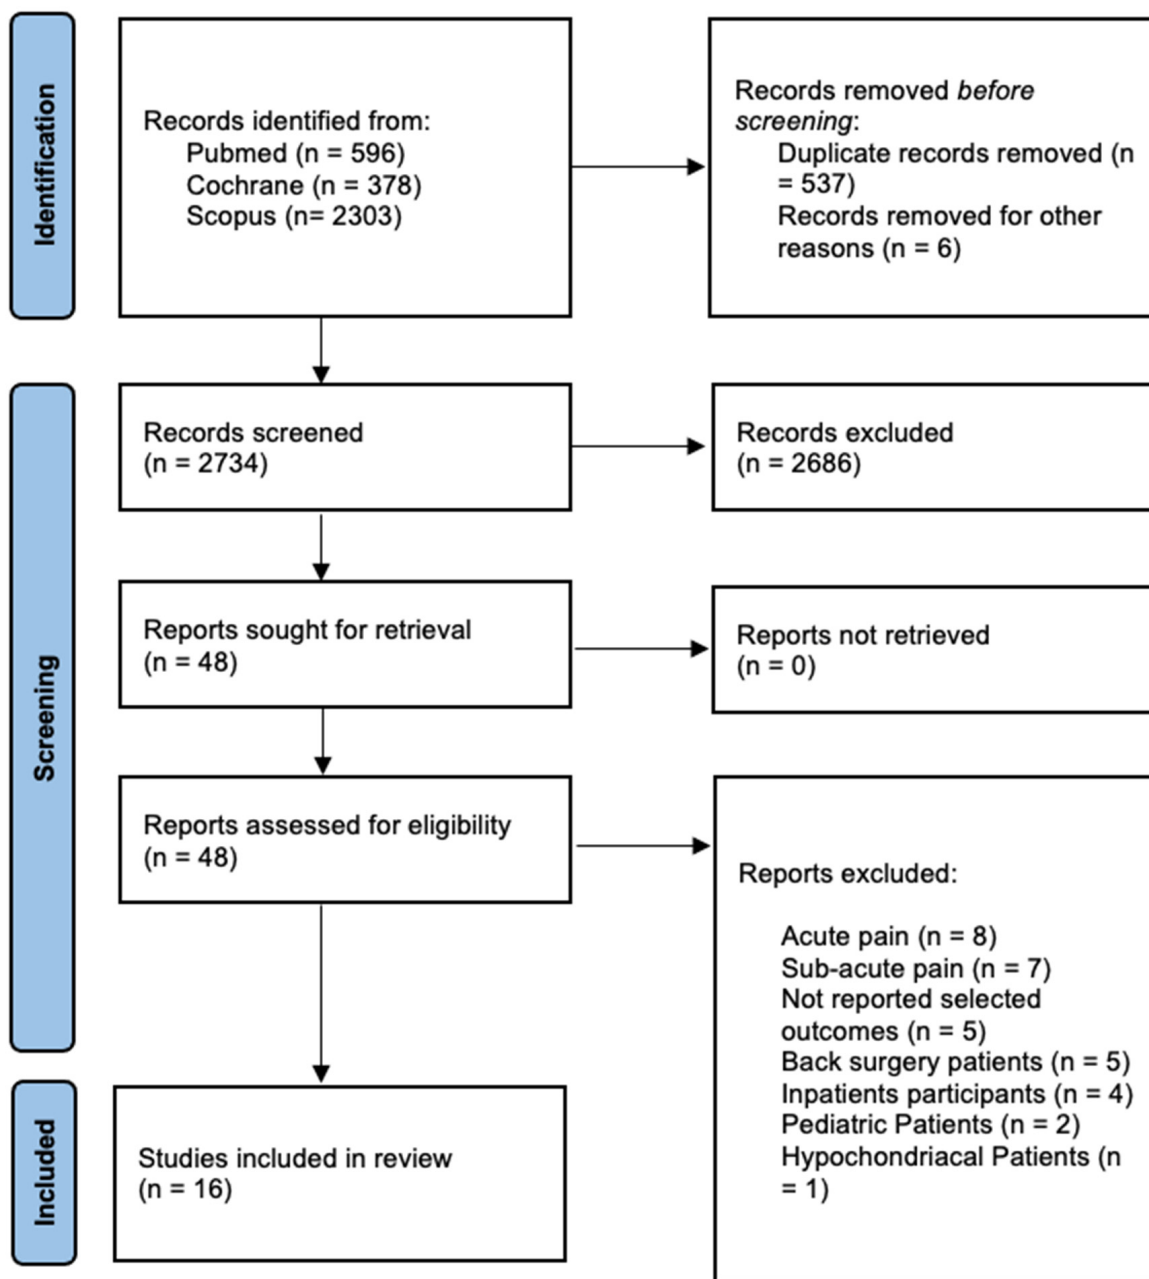 Identification
Records identified from:
Pubmed (n = 596)
Cochrane (n = 378)
Scopus (n= 2303)
Records removed before
screening:
Duplicate records removed (n
= 537)
Records removed for other
reasons (n = 6)
Screening
Records screened
(n = 2734)
Records excluded
(n = 2686)
Reports sought for retrieval
(n = 48)
Reports not retrieved
(n = 0)
Reports assessed for eligibility
(n = 48)
Reports excluded:
Acute pain (n = 8)
Sub-acute pain (n = 7)
Not reported selected
outcomes (n = 5)
Back surgery patients (n = 5)
Inpatients participants (n = 4)
Pediatric Patients (n = 2)
Hypochondriacal Patients (n
= 1)
Included
Studies included in review
(n = 16)